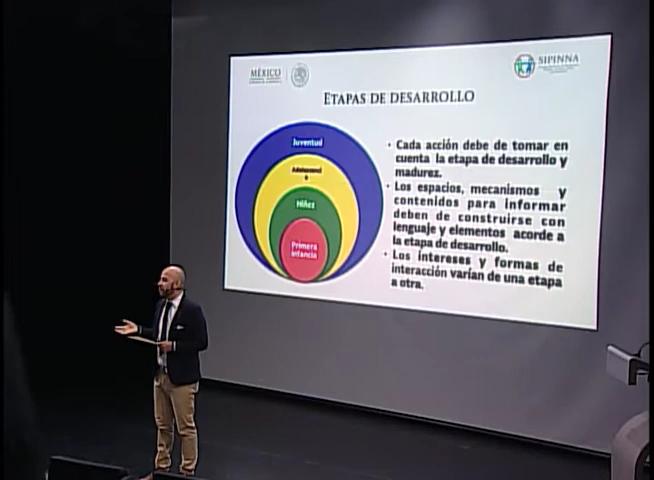 MÉXICO
SIPINNA
ETAPAS DE DESARROLLO
Juventud
Adolescenci
a
Niñez
Primera
infancia
• Cada acción debe de tomar en
cuenta la etapa de desarrollo y
madurez.
• Los espacios, mecanismos y
contenidos para informar
deben de construirse con
lenguaje y elementos acorde a
la etapa de desarrollo.
• Los intereses y formas de
interacción varían de una etapa
a otra.